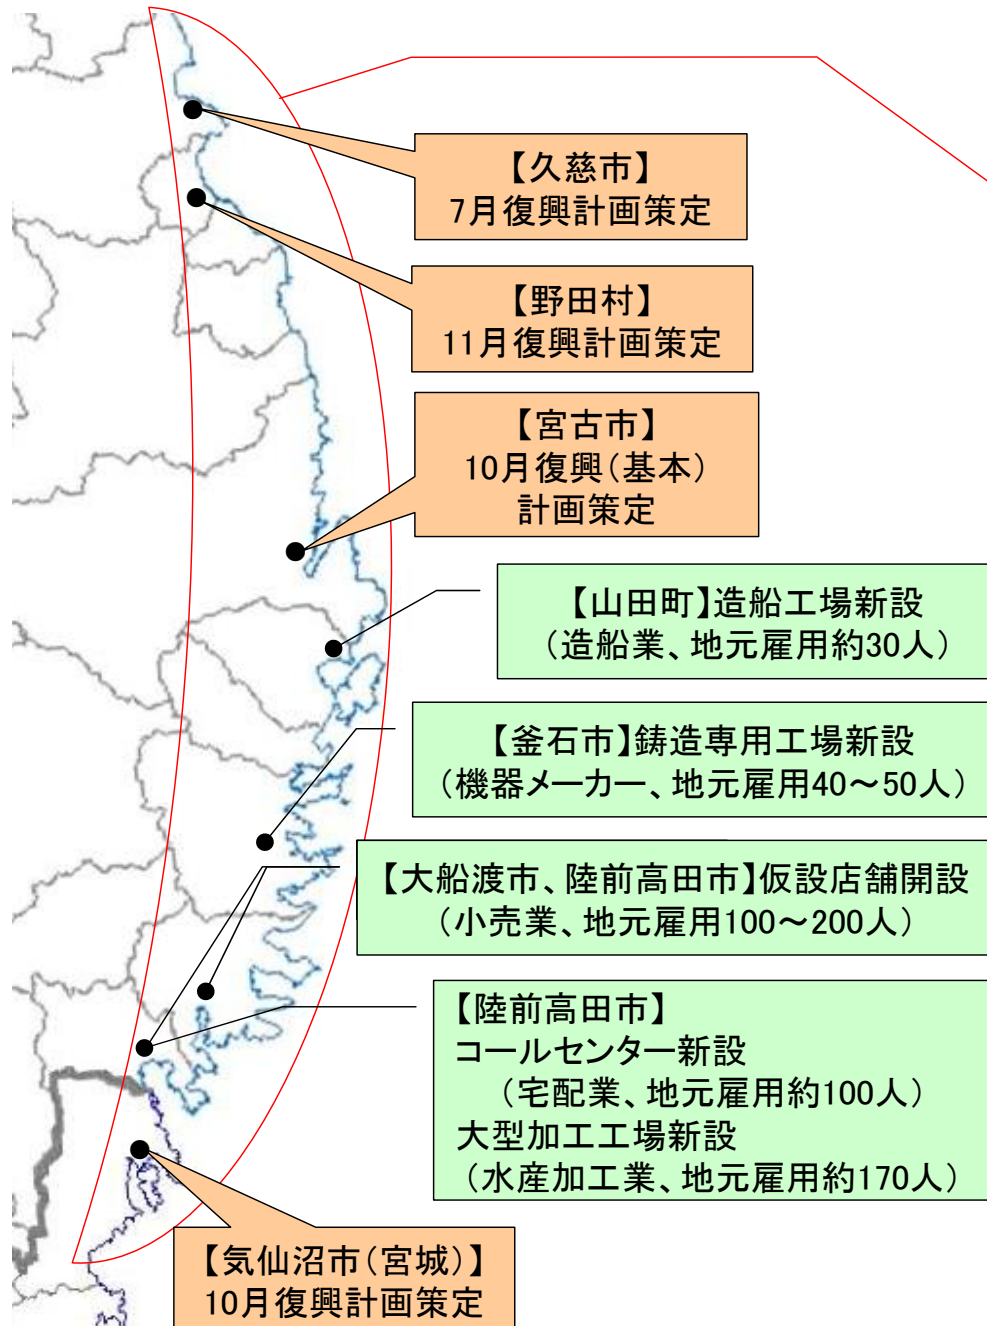 【久慈市】
7月復興計画策定
【野田村】
11月復興計画策定
【宮古市】
10月復興(基本)
計画策定
【山田町】造船工場新設
(造船業、地元雇用約30人)
【釜石市】鋳造専用工場新設
(機器メーカー、地元雇用40～50人)
【大船渡市、陸前高田市】仮設店舗開設
(小売業、地元雇用100～200人)
【陸前高田市】
コールセンター新設
(宅配業、地元雇用約100人)
大型加工工場新設
(水産加工業、地元雇用約170人)
【気仙沼市(宮城)】
10月復興計画策定